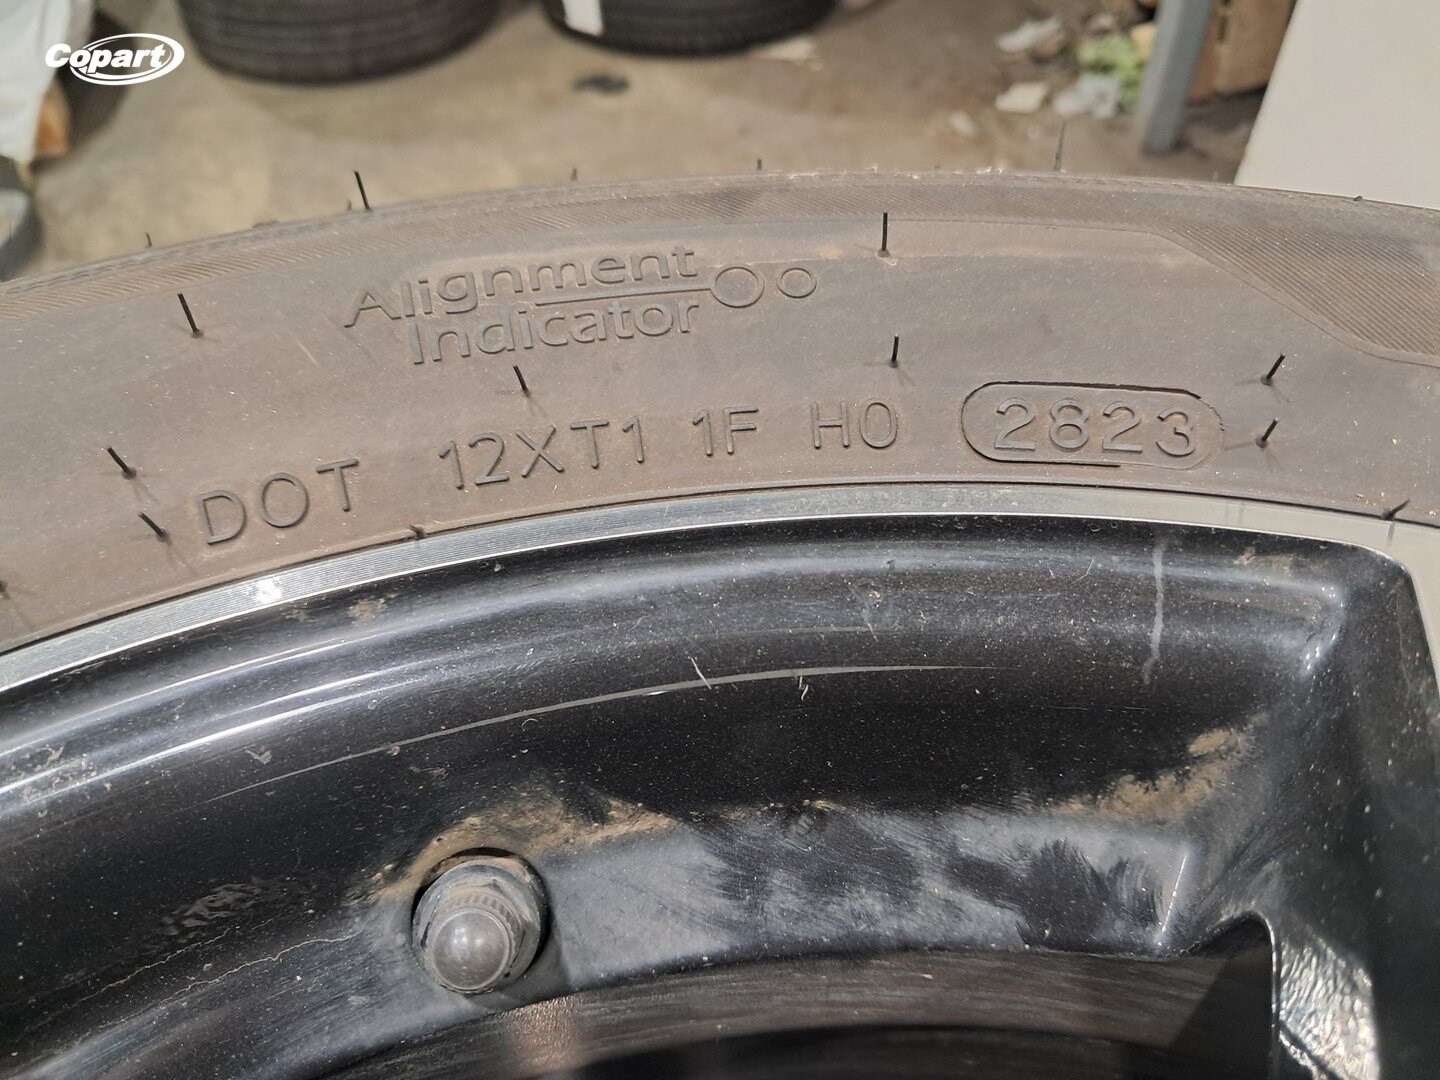 Copart
Alignment
Indicator
DOT 12XT1 1F H0 2823